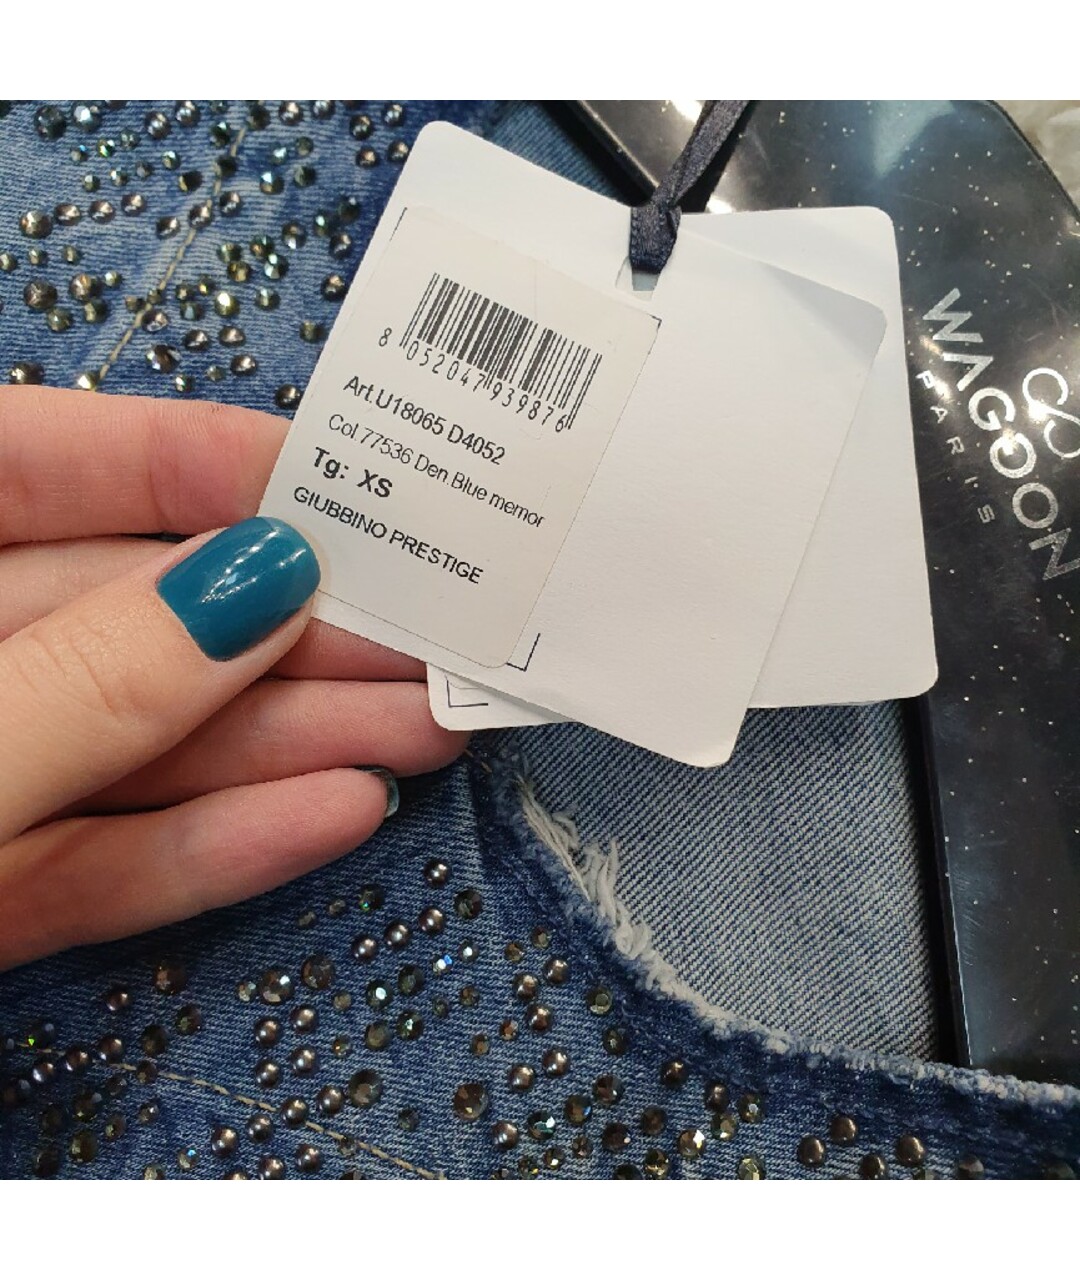 8 052047 939876
Art.U18065 D4052
Col.77536 Den.Blue memor
Tg: XS
GIUBBINO PRESTIGE
WAGOON
PARIS